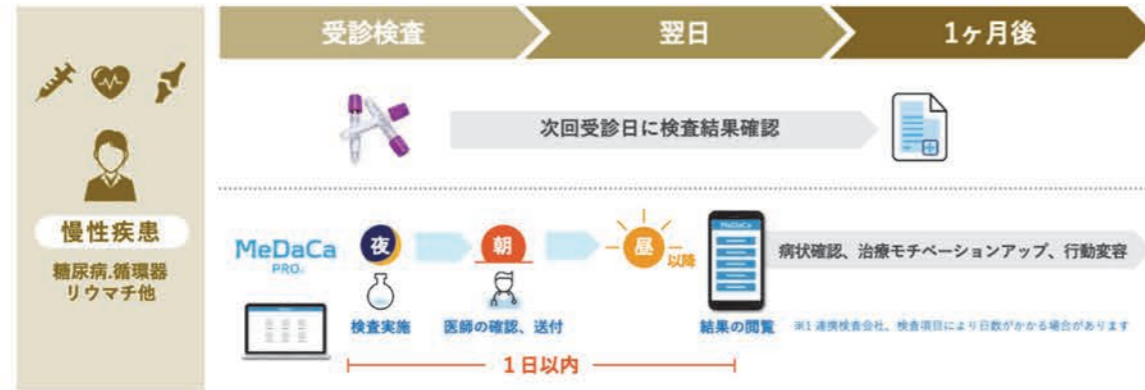 受診検査
翌日
1ヶ月後
次回受診日に検査結果確認
慢性疾患
糖尿病.循環器
リウマチ他
MeDaCa
PRO
夜
朝
昼
以降
MeDaCa
検査実施
医師の確認、送付
結果の閲覧
病状確認、治療モチベーションアップ、行動変容
※1 連携検査会社、検査項目により日数がかかる場合があります
1日以内